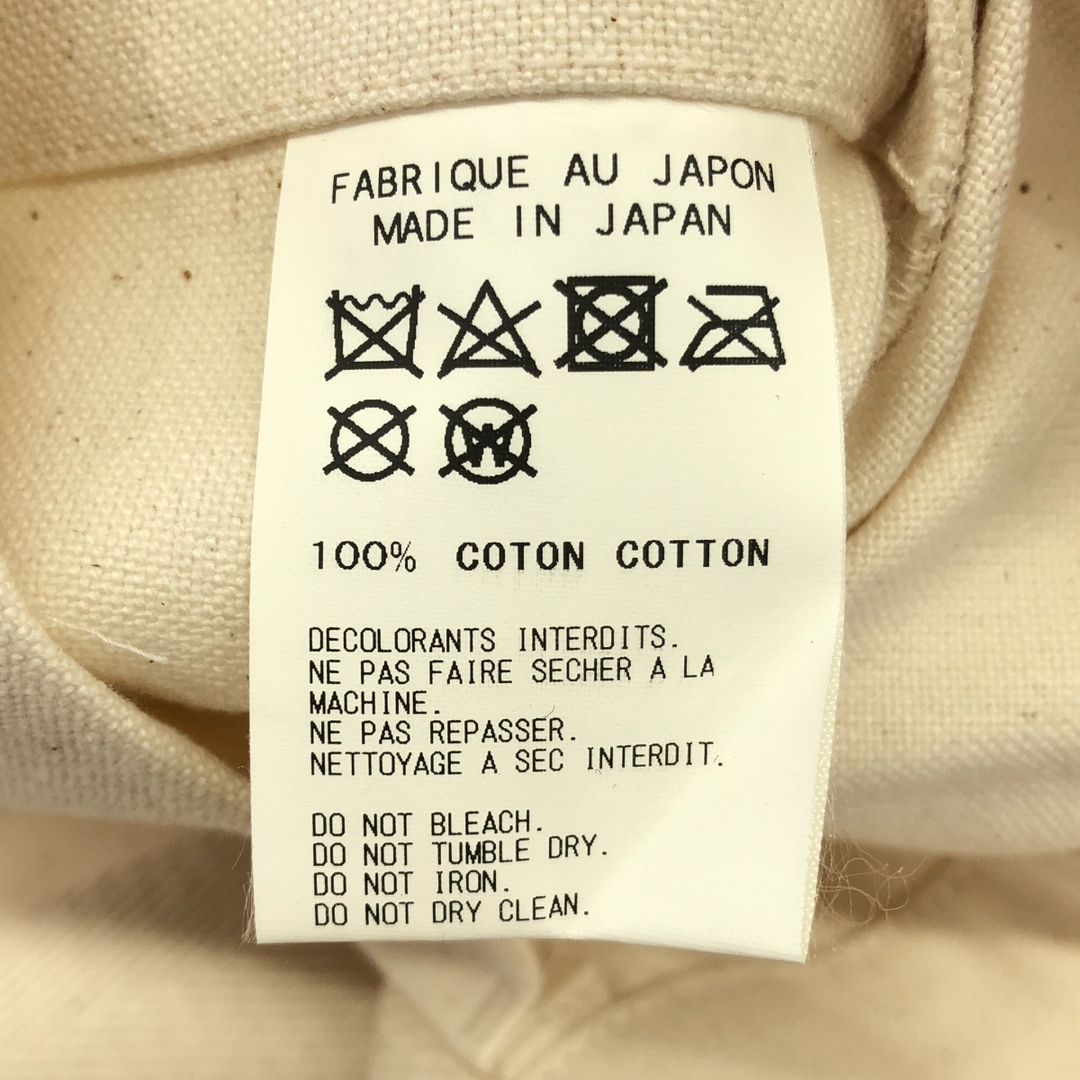 FABRIQUE AU JAPON
MADE IN JAPAN
W
100% COTON COTTON
DECOLORANTS INTERDITS.
NE PAS FAIRE SECHER A LA
MACHINE.
NE PAS REPASSER.
NETTOYAGE A SEC INTERDIT.
DO NOT BLEACH.
DO NOT TUMBLE DRY.
DO NOT IRON.
DO NOT DRY CLEAN.